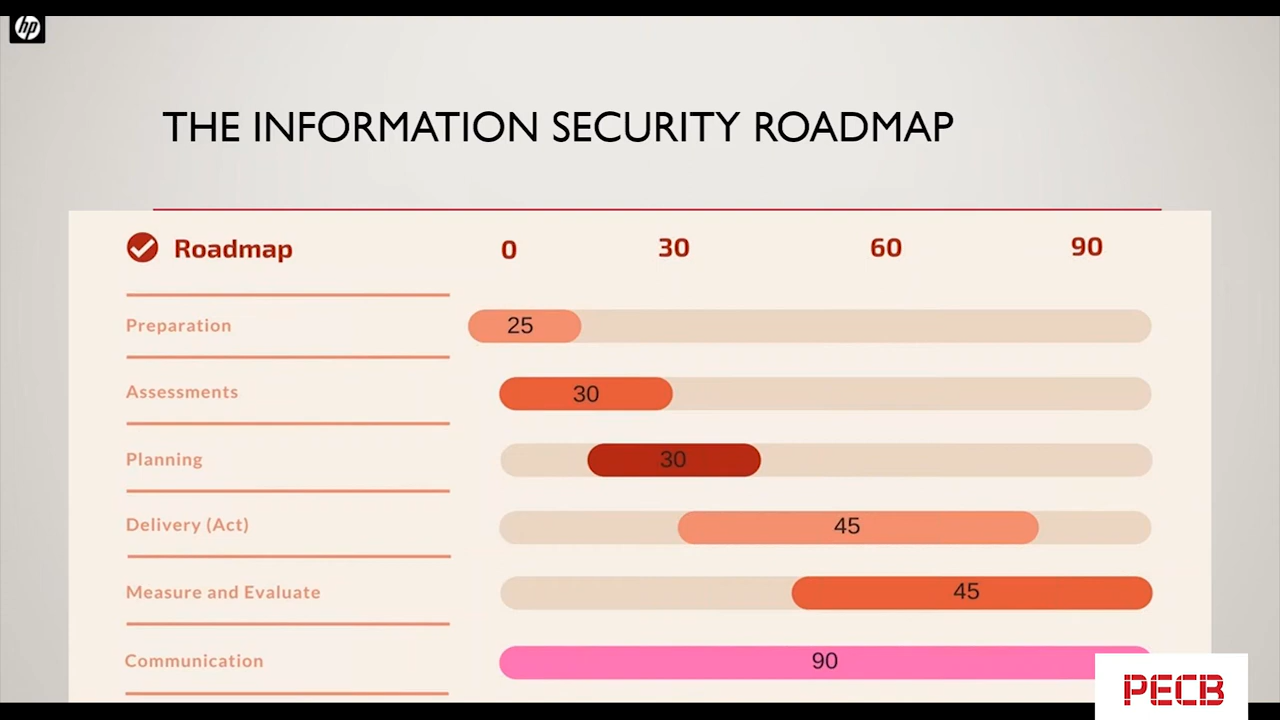 hp
THE INFORMATION SECURITY ROADMAP
Roadmap 0 30 60 90
Preparation 25
Assessments 30
Planning 30
Delivery (Act) 45
Measure and Evaluate 45
Communication 90
PECB